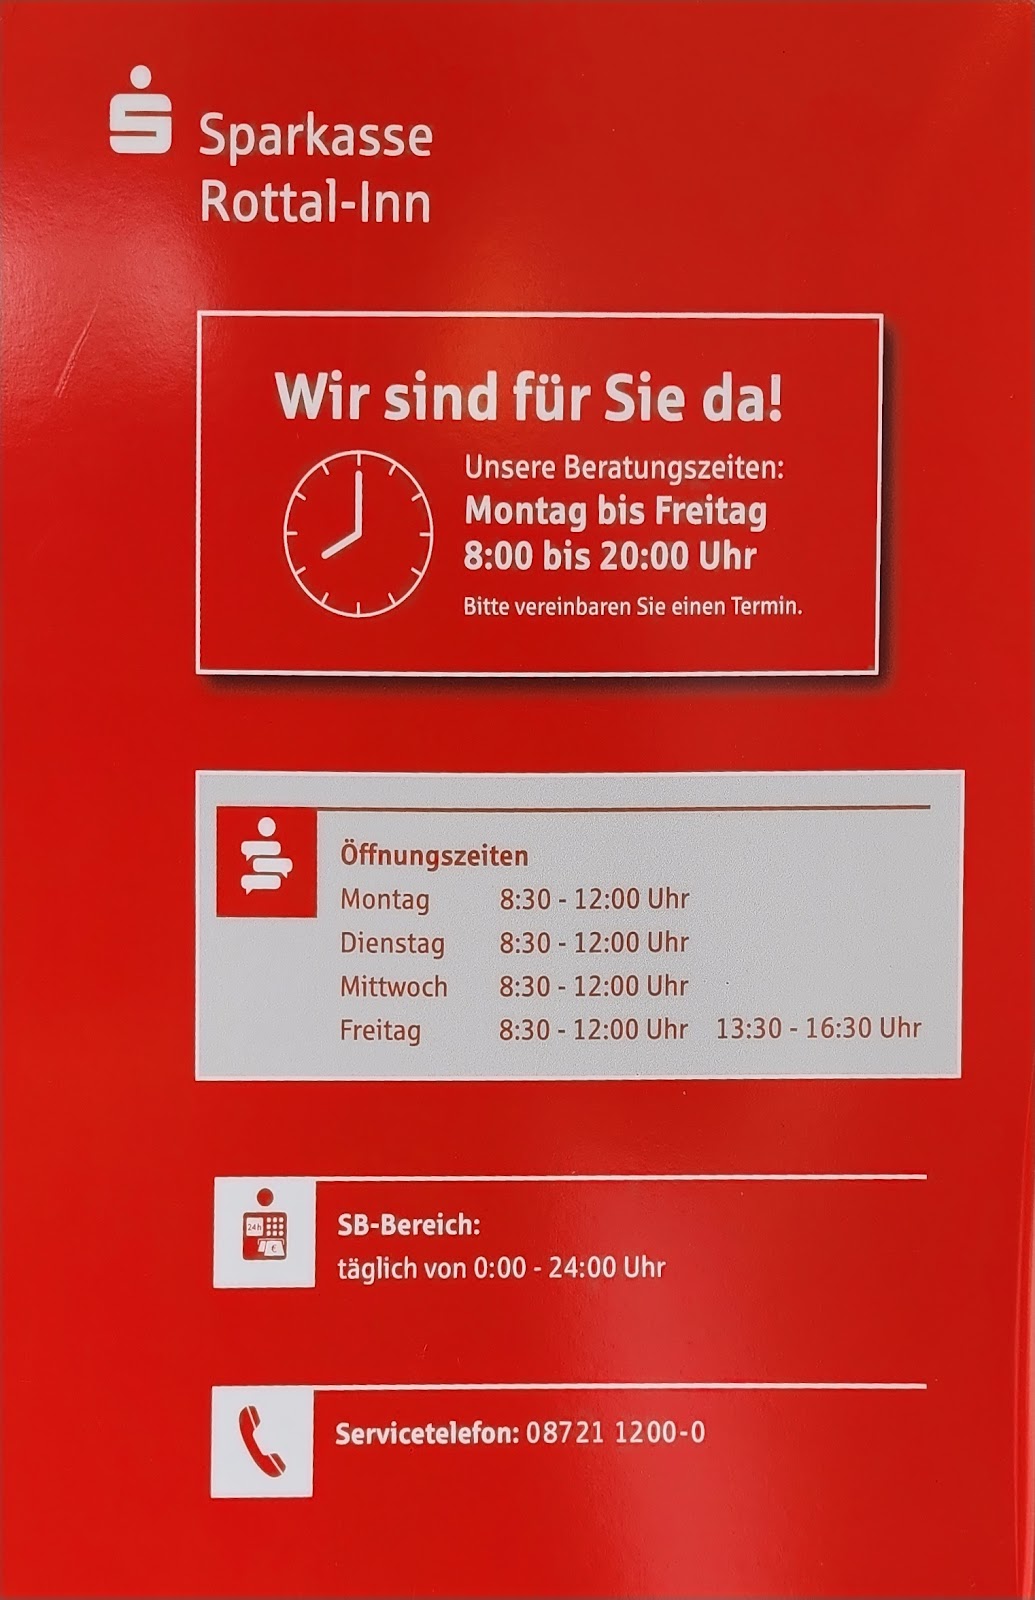 Sparkasse
Rottal-Inn
Wir sind für Sie da!
Unsere Beratungszeiten:
Montag bis Freitag
8:00 bis 20:00 Uhr
Bitte vereinbaren Sie einen Termin.
Öffnungszeiten
Montag 8:30 - 12:00 Uhr
Dienstag 8:30 - 12:00 Uhr
Mittwoch 8:30 - 12:00 Uhr
Freitag 8:30 - 12:00 Uhr 13:30 - 16:30 Uhr
24h
€
SB-Bereich:
täglich von 0:00 - 24:00 Uhr
Servicetelefon: 08721 1200-0